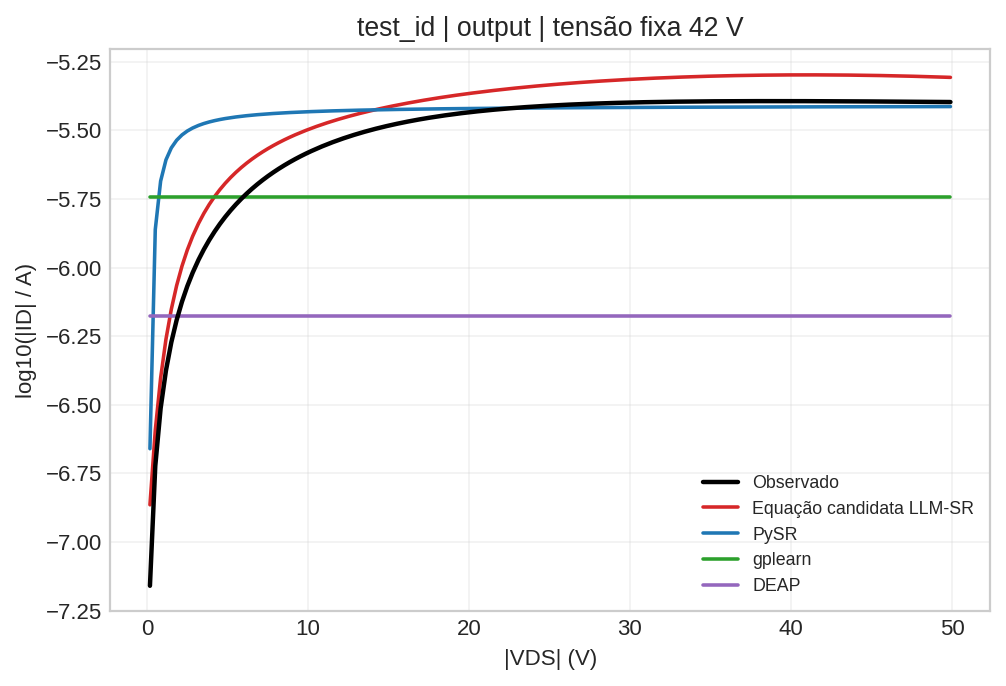 test_id | output | tensão fixa 42 V
log10(|ID| / A)
−5.25
−5.50
−5.75
−6.00
−6.25
−6.50
−6.75
−7.00
−7.25
0
10
20
30
40
50
|VDS| (V)
Observado
Equação candidata LLM-SR
PySR
gplearn
DEAP